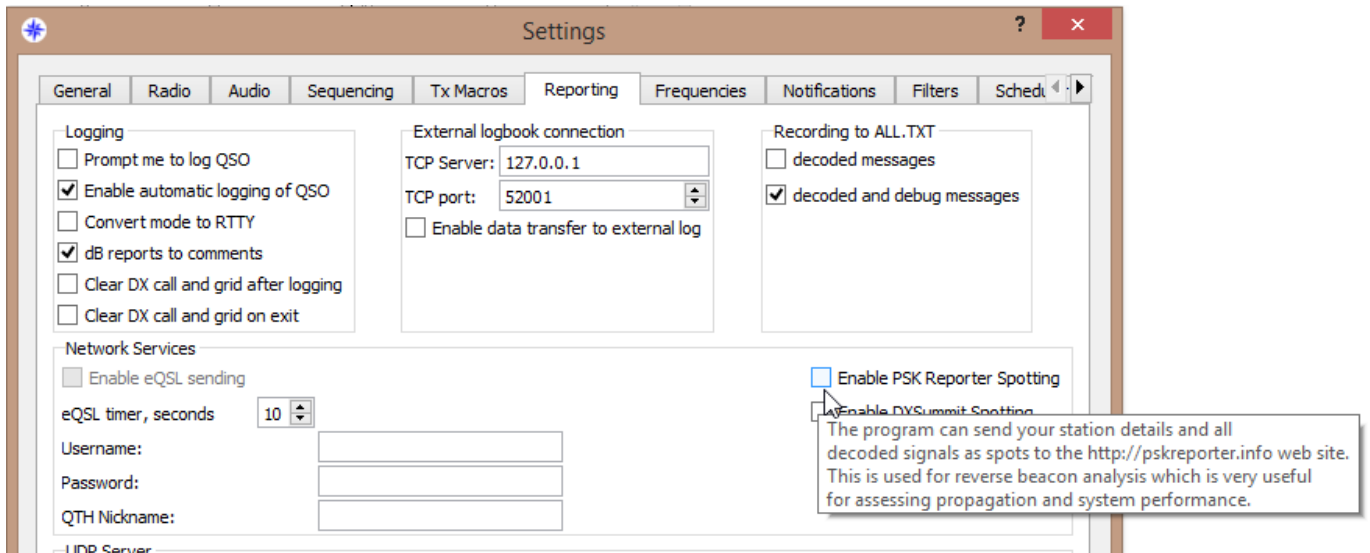 Settings
?
General Radio Audio Sequencing Tx Macros Reporting Frequencies Notifications Filters Schedu
Logging
Prompt me to log QSO
Enable automatic logging of QSO
Convert mode to RTTY
dB reports to comments
Clear DX call and grid after logging
Clear DX call and grid on exit
External logbook connection
TCP Server: 127.0.0.1
TCP port: 52001
Enable data transfer to external log
Recording to ALL.TXT
decoded messages
decoded and debug messages
Network Services
Enable eQSL sending
eQSL timer, seconds 10
Username:
Password:
QTH Nickname:
Enable PSK Reporter Spotting
Enable DXSummit Spotting
The program can send your station details and all
decoded signals as spots to the http://pskreporter.info web site.
This is used for reverse beacon analysis which is very useful
for assessing propagation and system performance.
UDP Server